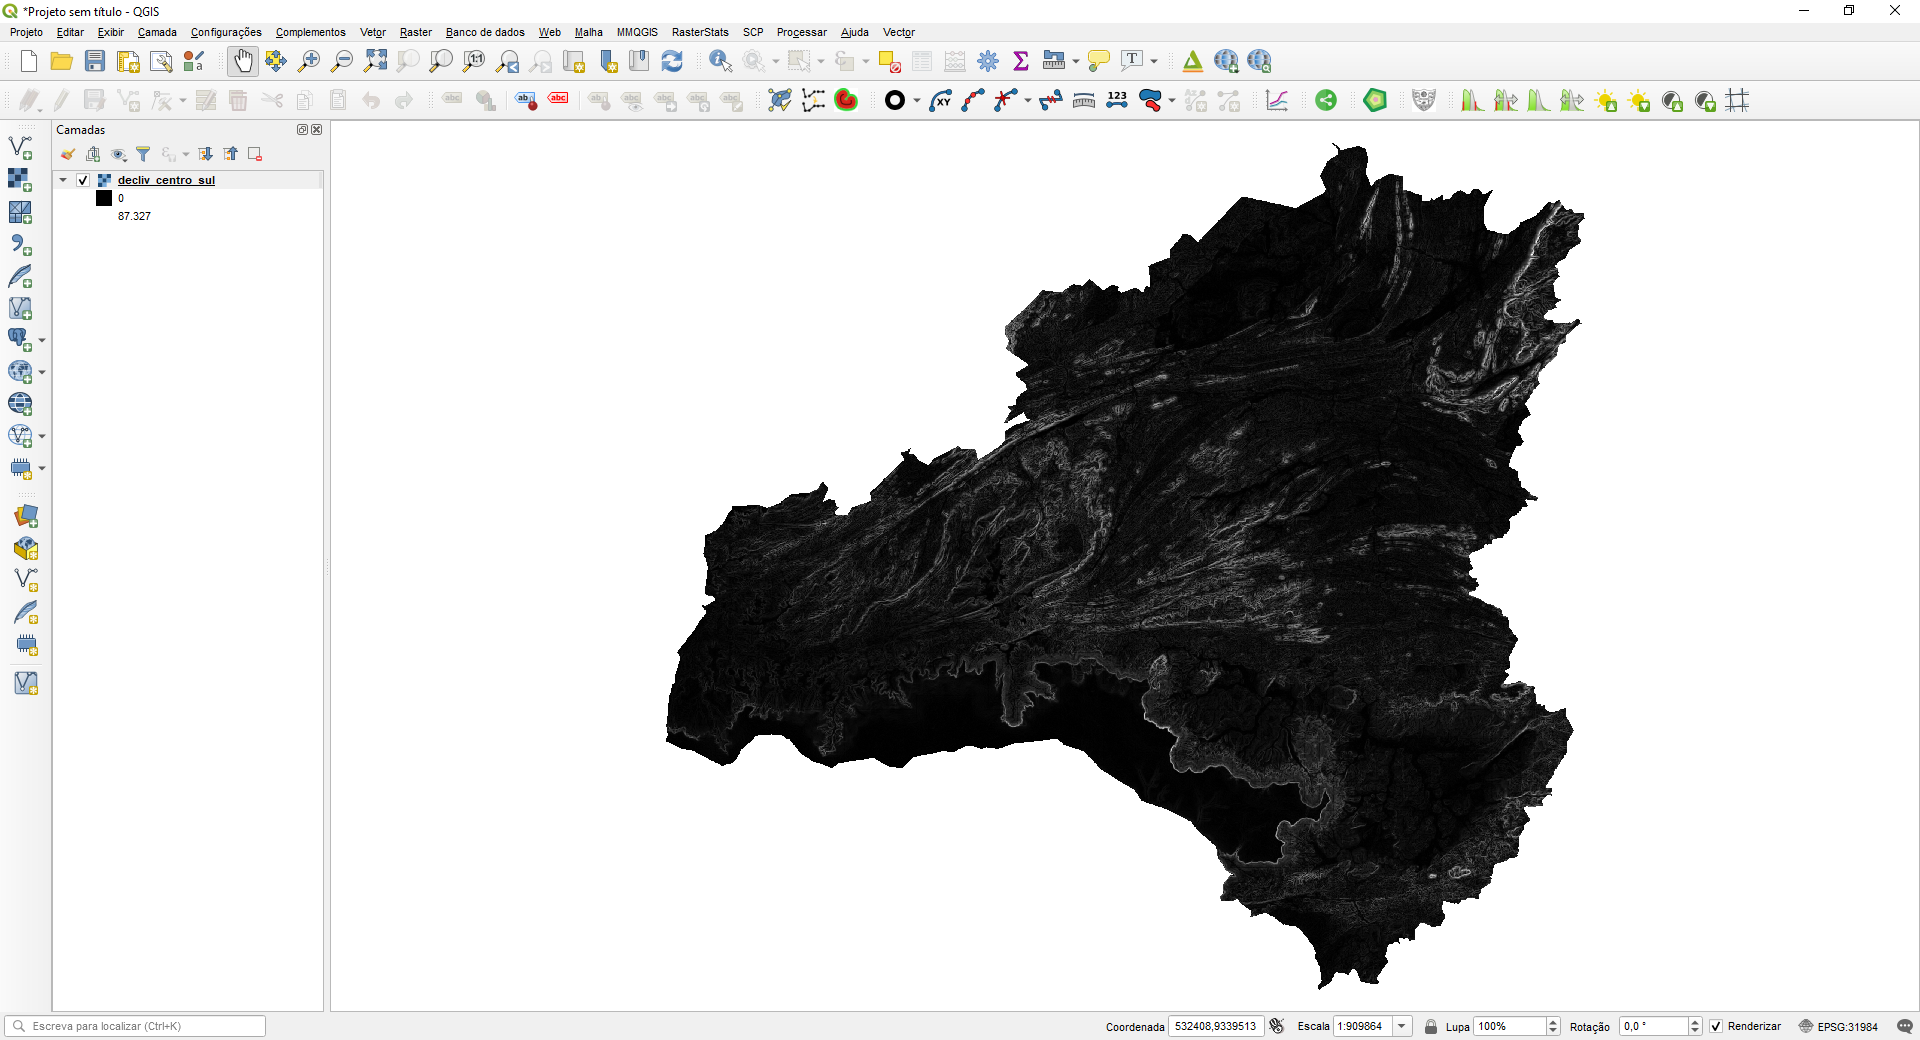 *Projeto sem título - QGIS
Projeto Editar Exibir Camada Configurações Complementos Vetor Raster Banco de dados Web Malha MMQGIS RasterStats SCP Processar Ajuda Vector
Camadas
decliv_centro_sul
0
87.327
Escreva para localizar (Ctrl+K)
Coordenada 532408,9339513 Escala 1:909864 Lupa 100% Rotação 0,0 ° Renderizar EPSG:31984